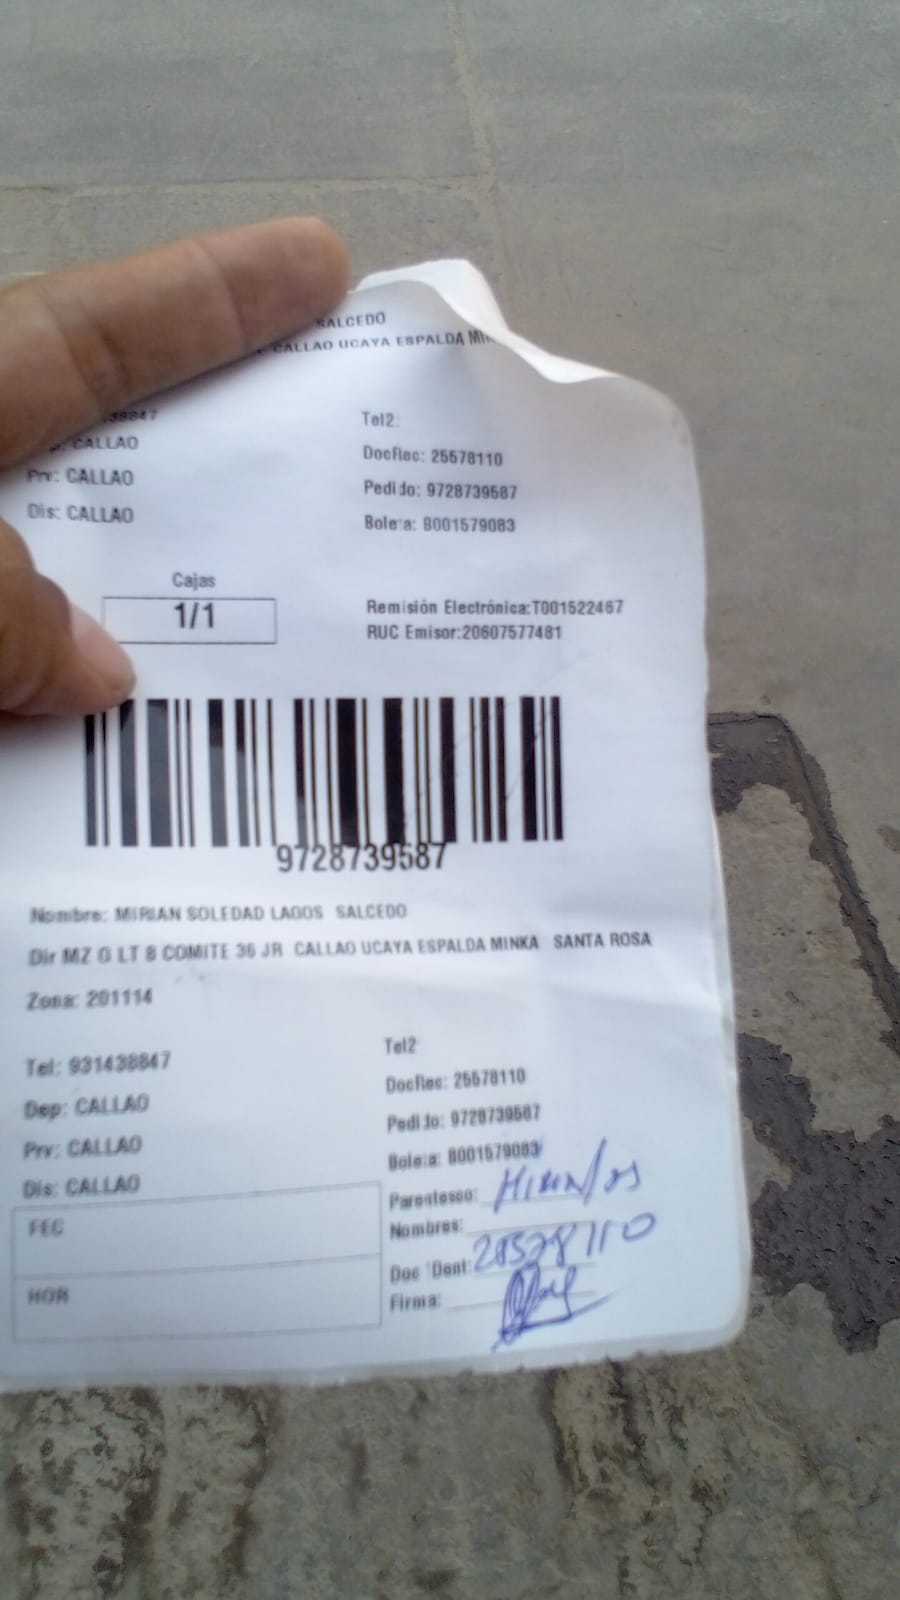 SALCEDO
CALLAO UCAYA ESPALDA
38847
Tel2:
CALLAO
DocRec: 25578110
Prv: CALLAO
Pedido: 9728739587
Dis: CALLAO
Boleta: B001579083
Cajas
1/1
Remisión Electrónica:T001522467
RUC Emisor:20607577481
9728739587
Nombre: MIRIAN SOLEDAD LAGOS SALCEDO
Dir MZ G LT 8 COMITE 36 JR CALLAO UCAYA ESPALDA MINKA SANTA ROSA
Zona: 201114
Tel: 931438847
Tel2
Dep: CALLAO
DocRec: 25578110
Prv: CALLAO
Pedido: 9728739587
Dis: CALLAO
Boleta: B001579083
FEC
Parentesco:
Nombres:
HOR
Doc Ident: 25578110
Firma: